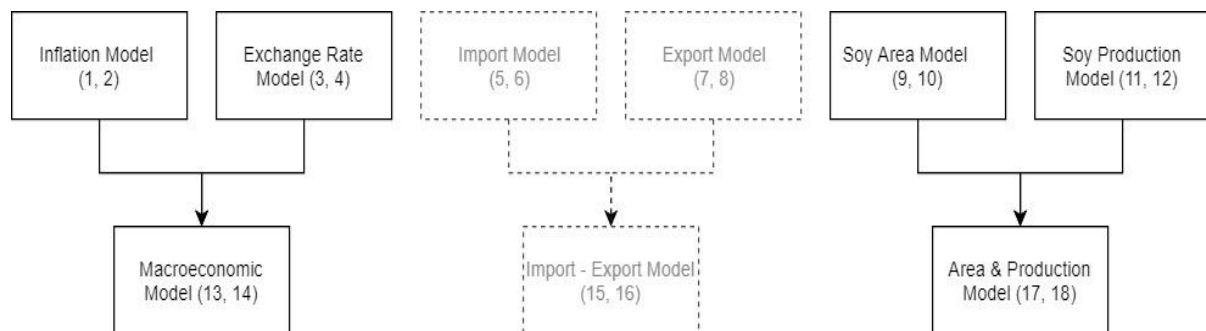 Inflation Model
(1, 2)
Exchange Rate
Model (3, 4)
Import Model
(5, 6)
Export Model
(7, 8)
Soy Area Model
(9, 10)
Soy Production
Model (11, 12)
Macroeconomic
Model (13, 14)
Import - Export Model
(15, 16)
Area & Production
Model (17, 18)